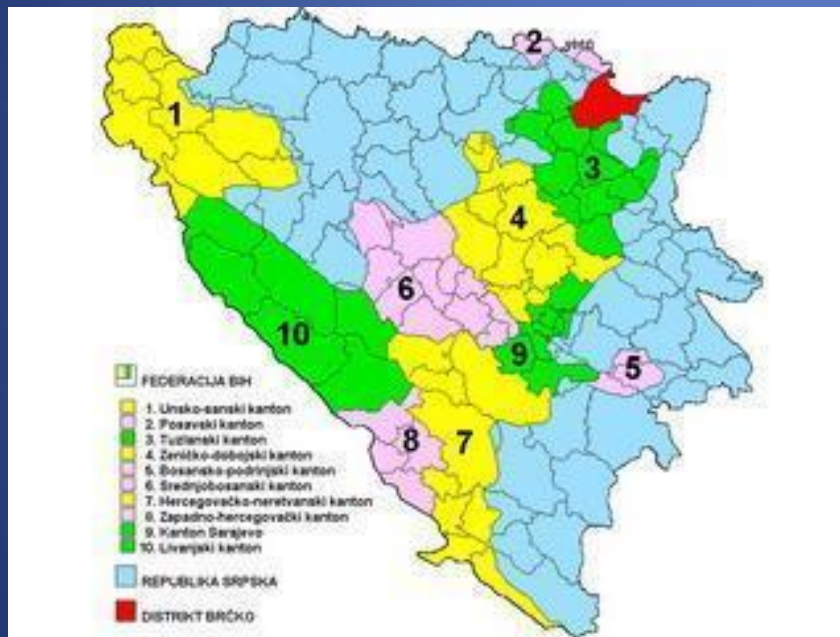 2
1
3
4
6
10
9
5
8
7
FEDERACIJA BIH
1. Unsko-sanski kanton
2. Posavski kanton
3. Tuzlanski kanton
4. Zeničko-dobojski kanton
5. Bosansko-podrinjski kanton
6. Srednjobosanski kanton
7. Hercegovačko-neretvanski kanton
8. Zapadno-hercegovački kanton
9. Kanton Sarajevo
10. Livanjski kanton
REPUBLIKA SRPSKA
DISTRIKT BRČKO